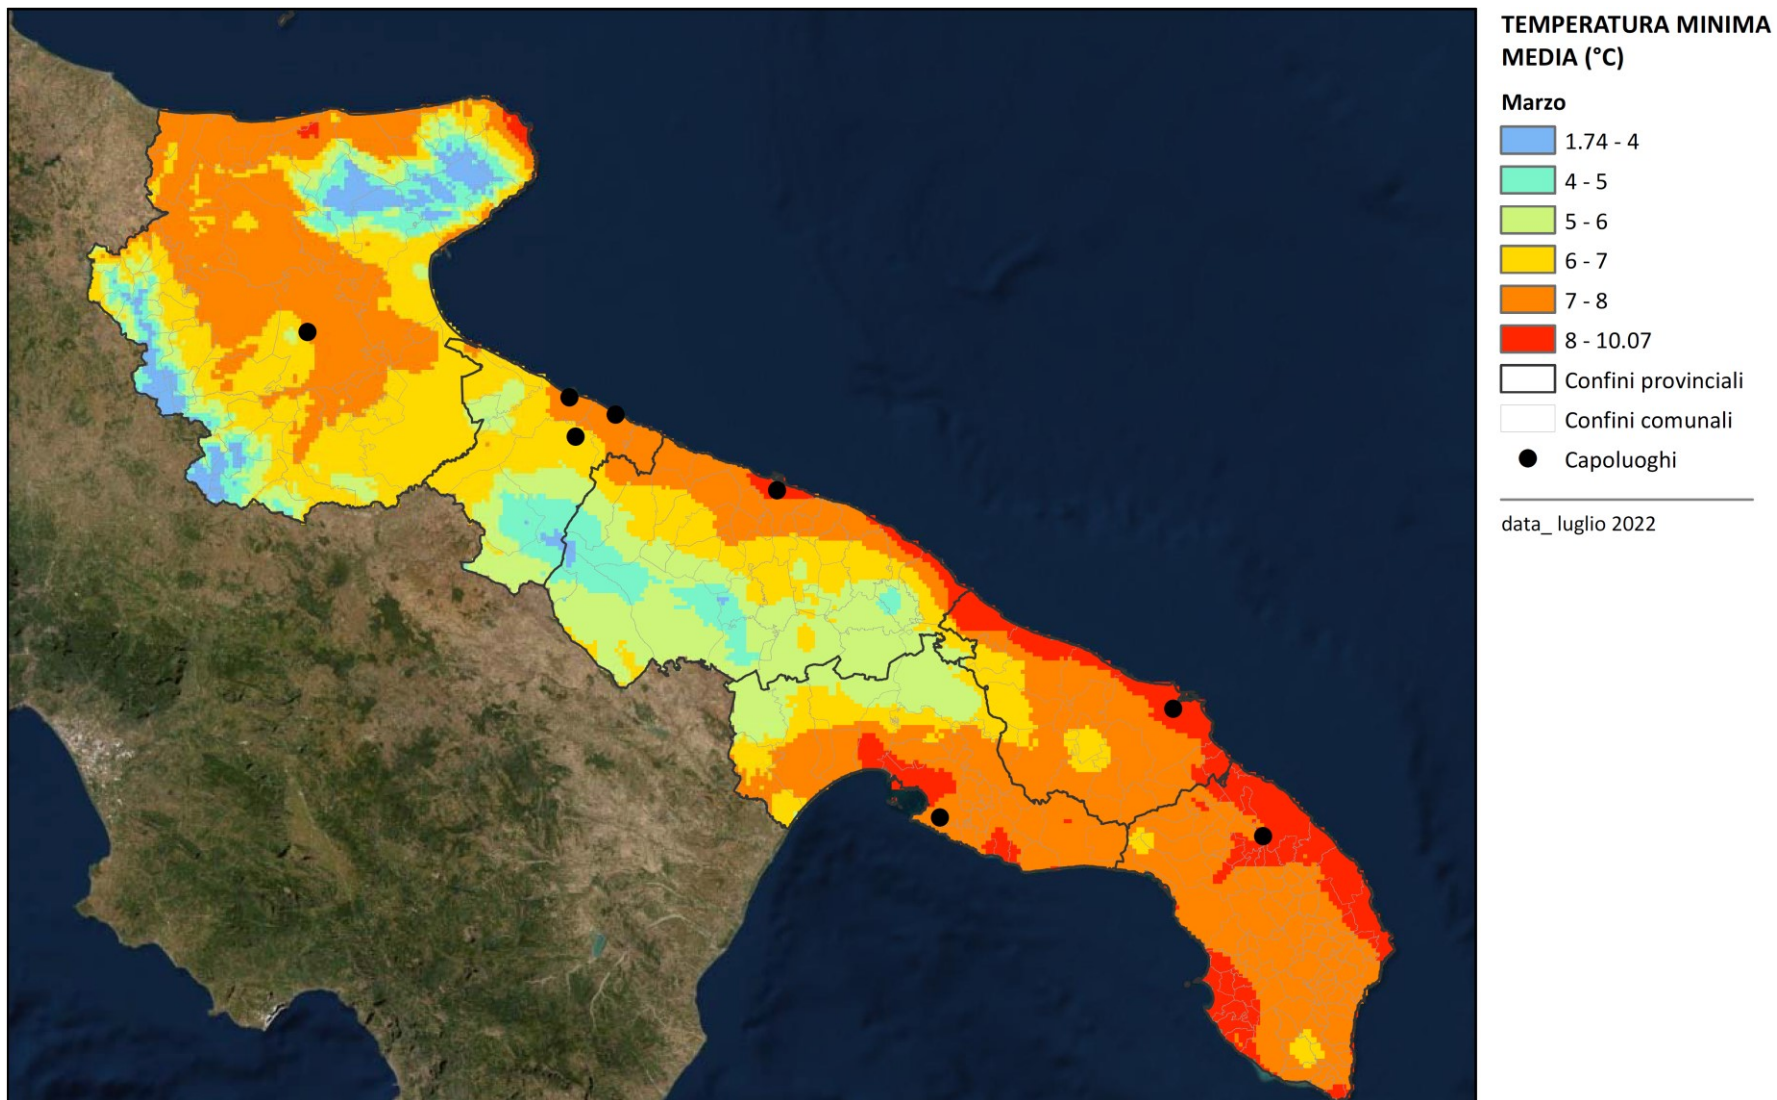 TEMPERATURA MINIMA
MEDIA (°C)
Marzo
1.74 - 4
4 - 5
5 - 6
6 - 7
7 - 8
8 - 10.07
Confini provinciali
Confini comunali
Capoluoghi
data_ luglio 2022